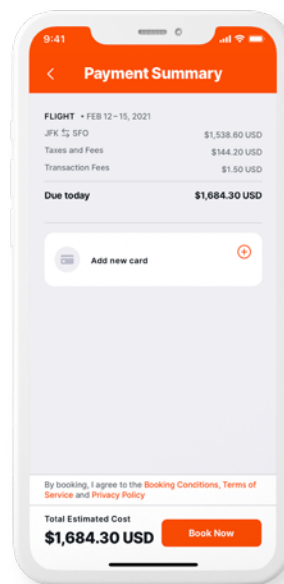 9:41
Payment Summary
FLIGHT • FEB 12–15, 2021
JFK ⇆ SFO $1,538.60 USD
Taxes and Fees $144.20 USD
Transaction Fees $1.50 USD
Due today $1,684.30 USD
Add new card
By booking, I agree to the Booking Conditions, Terms of
Service and Privacy Policy
Total Estimated Cost
$1,684.30 USD
Book Now